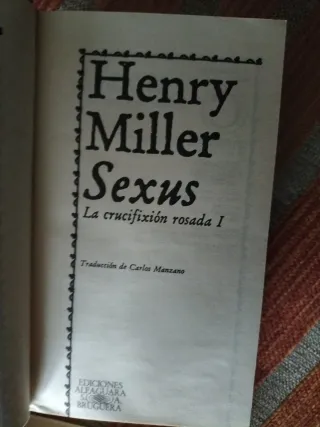 Henry
Miller
Sexus
La crucifixión rosada I
Traducción de Carlos Manzano
EDICIONES
ALFAGUARA
BRUGUERA